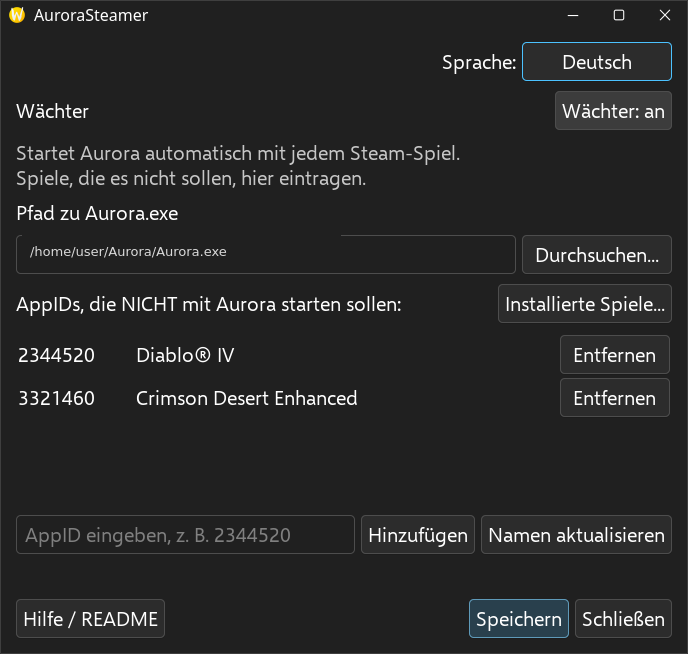 AuroraSteamer
Sprache: Deutsch
Wächter Wächter: an
Startet Aurora automatisch mit jedem Steam-Spiel.
Spiele, die es nicht sollen, hier eintragen.
Pfad zu Aurora.exe
/home/user/Aurora/Aurora.exe Durchsuchen...
AppIDs, die NICHT mit Aurora starten sollen: Installierte Spiele...
2344520 Diablo® IV Entfernen
3321460 Crimson Desert Enhanced Entfernen
AppID eingeben, z. B. 2344520 Hinzufügen Namen aktualisieren
Hilfe / README Speichern Schließen